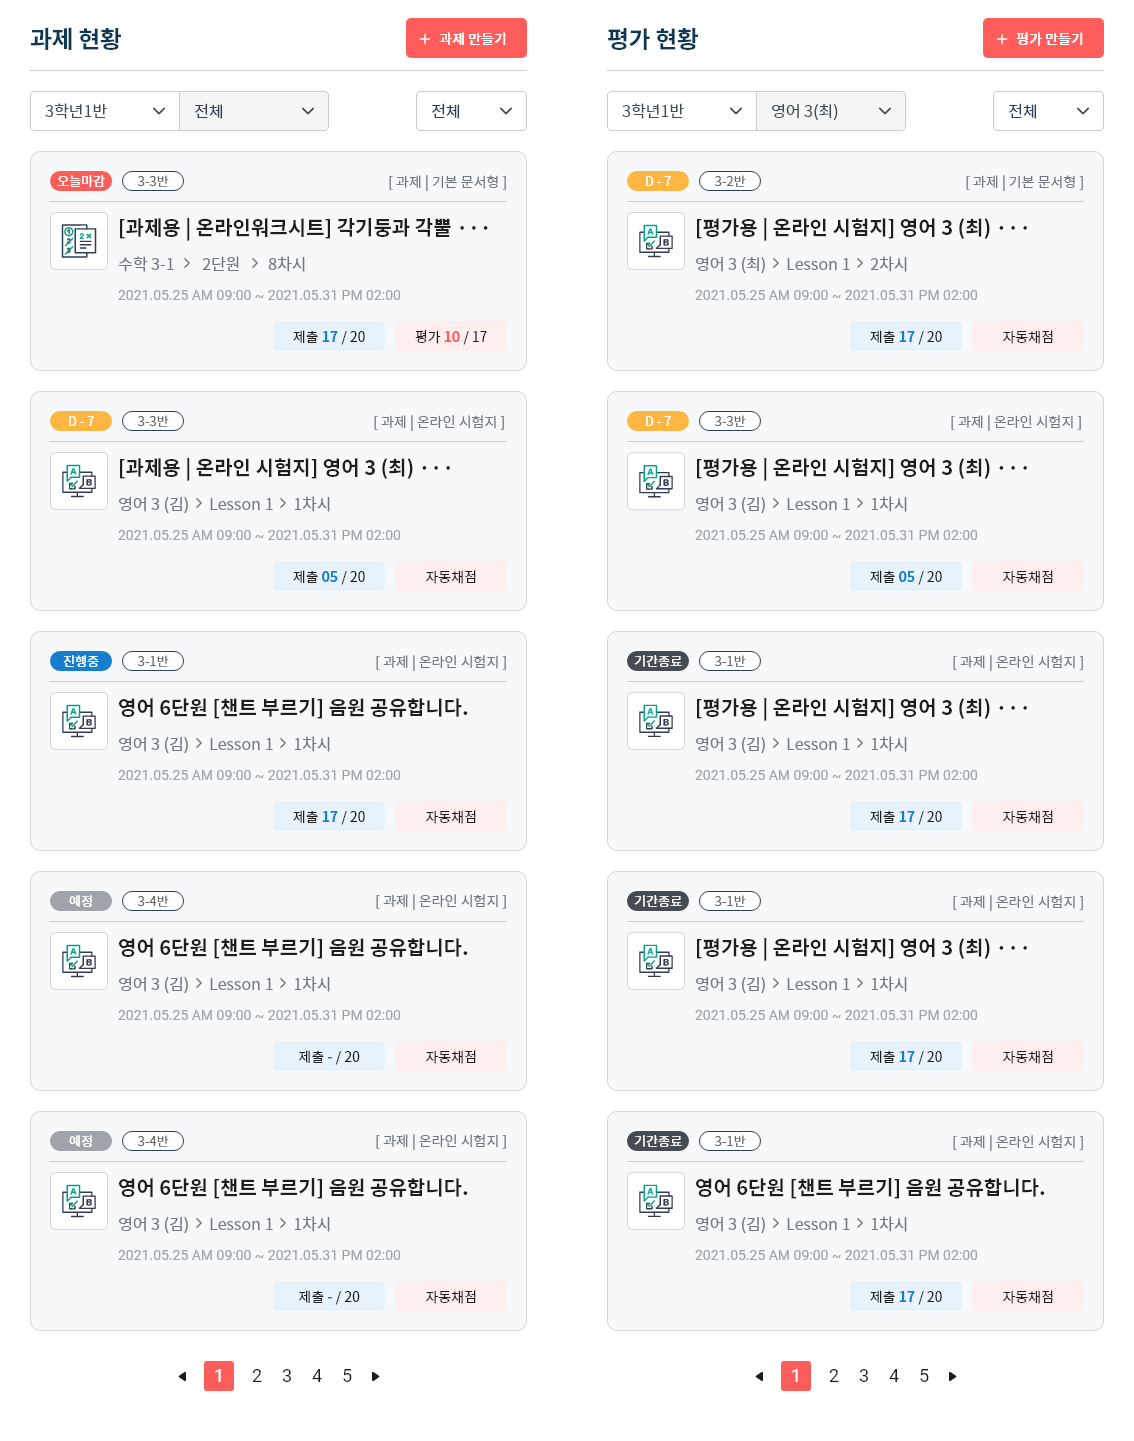 과제 현황
+ 과제 만들기
3학년1반
전체
전체
오늘마감
3-3반
[ 과제 | 기본 문서형 ]
[과제용 | 온라인워크시트] 각기둥과 각뿔 ···
수학 3-1 > 2단원 > 8차시
2021.05.25 AM 09:00 ~ 2021.05.31 PM 02:00
제출 17 / 20
평가 10 / 17
D - 7
3-3반
[ 과제 | 온라인 시험지 ]
[과제용 | 온라인 시험지] 영어 3 (최) ···
영어 3 (김) > Lesson 1 > 1차시
2021.05.25 AM 09:00 ~ 2021.05.31 PM 02:00
제출 05 / 20
자동채점
진행중
3-1반
[ 과제 | 온라인 시험지 ]
영어 6단원 [챈트 부르기] 음원 공유합니다.
영어 3 (김) > Lesson 1 > 1차시
2021.05.25 AM 09:00 ~ 2021.05.31 PM 02:00
제출 17 / 20
자동채점
예정
3-4반
[ 과제 | 온라인 시험지 ]
영어 6단원 [챈트 부르기] 음원 공유합니다.
영어 3 (김) > Lesson 1 > 1차시
2021.05.25 AM 09:00 ~ 2021.05.31 PM 02:00
제출 - / 20
자동채점
예정
3-4반
[ 과제 | 온라인 시험지 ]
영어 6단원 [챈트 부르기] 음원 공유합니다.
영어 3 (김) > Lesson 1 > 1차시
2021.05.25 AM 09:00 ~ 2021.05.31 PM 02:00
제출 - / 20
자동채점
1 2 3 4 5
평가 현황
+ 평가 만들기
3학년1반
영어 3(최)
전체
D - 7
3-2반
[ 과제 | 기본 문서형 ]
[평가용 | 온라인 시험지] 영어 3 (최) ···
영어 3 (최) > Lesson 1 > 2차시
2021.05.25 AM 09:00 ~ 2021.05.31 PM 02:00
제출 17 / 20
자동채점
D - 7
3-3반
[ 과제 | 온라인 시험지 ]
[평가용 | 온라인 시험지] 영어 3 (최) ···
영어 3 (김) > Lesson 1 > 1차시
2021.05.25 AM 09:00 ~ 2021.05.31 PM 02:00
제출 05 / 20
자동채점
기간종료
3-1반
[ 과제 | 온라인 시험지 ]
[평가용 | 온라인 시험지] 영어 3 (최) ···
영어 3 (김) > Lesson 1 > 1차시
2021.05.25 AM 09:00 ~ 2021.05.31 PM 02:00
제출 17 / 20
자동채점
기간종료
3-1반
[ 과제 | 온라인 시험지 ]
[평가용 | 온라인 시험지] 영어 3 (최) ···
영어 3 (김) > Lesson 1 > 1차시
2021.05.25 AM 09:00 ~ 2021.05.31 PM 02:00
제출 17 / 20
자동채점
기간종료
3-1반
[ 과제 | 온라인 시험지 ]
영어 6단원 [챈트 부르기] 음원 공유합니다.
영어 3 (김) > Lesson 1 > 1차시
2021.05.25 AM 09:00 ~ 2021.05.31 PM 02:00
제출 17 / 20
자동채점
1 2 3 4 5